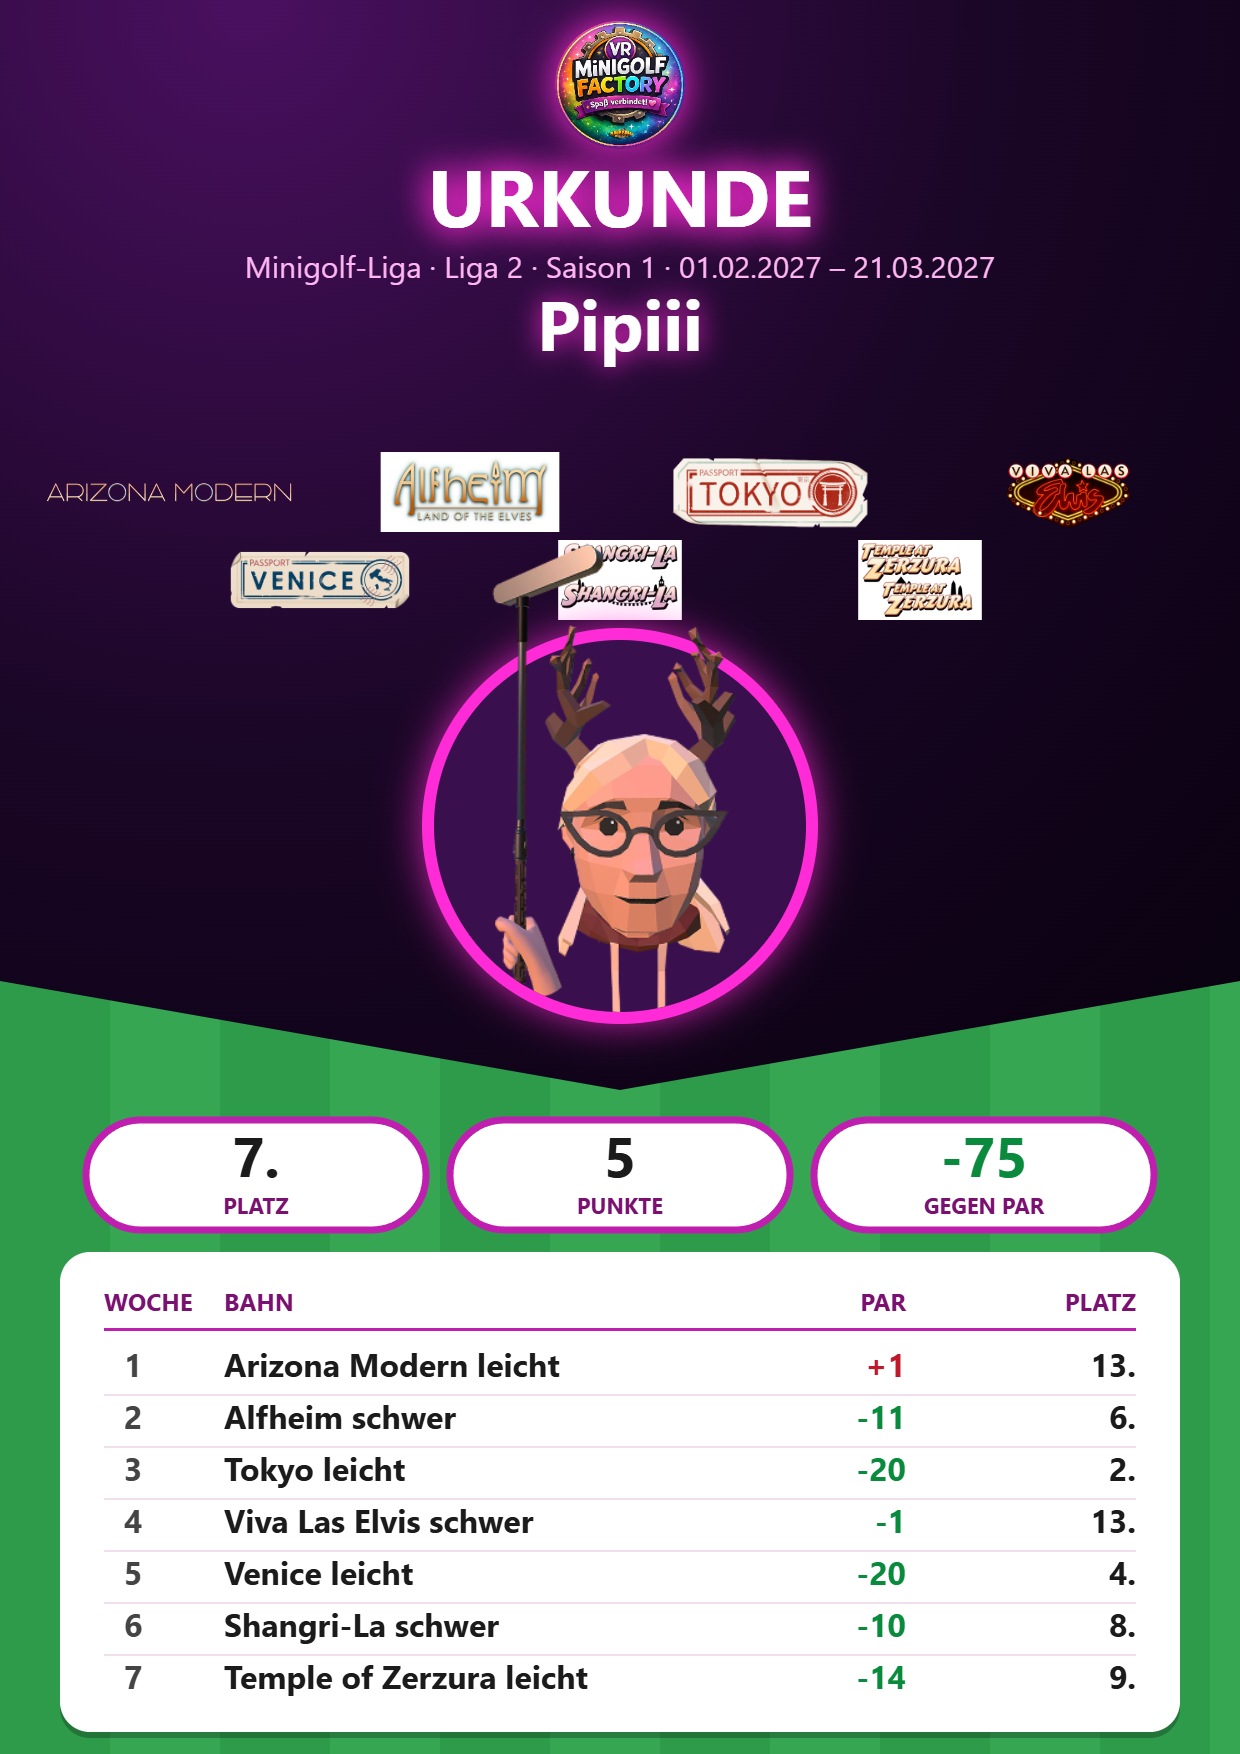 VR
MiNiGOLF
FACTORY
Spaß verbindet!
URKUNDE
Minigolf-Liga · Liga 2 · Saison 1 · 01.02.2027 – 21.03.2027
Pipiii
ARIZONA MODERN
Alfheim
LAND OF THE ELVES
PASSPORT
TOKYO
VIVA LAS
Elvis
PASSPORT
VENICE
SHANGRI-LA
TEMPLE AT
ZERZURA
TEMPLE AT
ZERZURA
7.
PLATZ
5
PUNKTE
-75
GEGEN PAR
WOCHE BAHN PAR PLATZ
1 Arizona Modern leicht +1 13.
2 Alfheim schwer -11 6.
3 Tokyo leicht -20 2.
4 Viva Las Elvis schwer -1 13.
5 Venice leicht -20 4.
6 Shangri-La schwer -10 8.
7 Temple of Zerzura leicht -14 9.